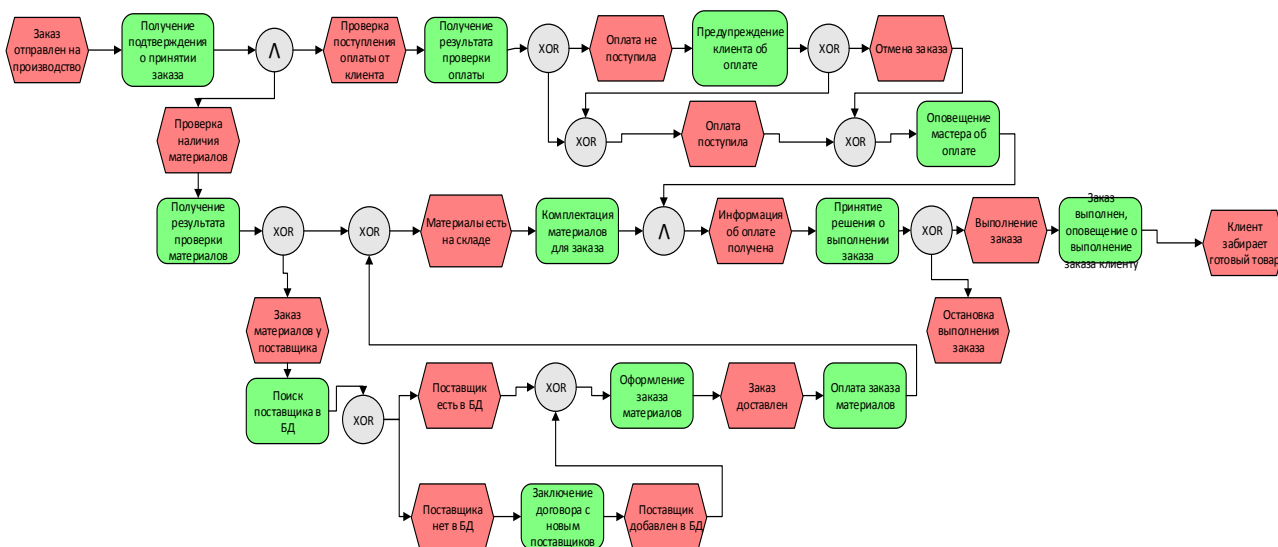 Заказ
отправлен на
производство
Получение
подтверждения
о принятии
заказа
Λ
Проверка
поступления
оплаты от
клиента
Получение
результата
проверки
оплаты
XOR
Оплата не
поступила
Предупреждение
клиента об
оплате
XOR
Отмена заказа
Проверка
наличия
материалов
XOR
Оплата
поступила
XOR
Оповещение
мастера об
оплате
Получение
результата
проверки
материалов
XOR
XOR
Материалы есть
на складе
Комплектация
материалов
для заказа
Λ
Информация
об оплате
получена
Принятие
решения о
выполнении
заказа
XOR
Выполнение
заказа
Заказ
выполнен,
оповещение о
выполнение
заказа клиенту
Клиент
забирает
готовый товар
Заказ
материалов у
поставщика
Остановка
выполнения
заказа
Поиск
поставщика в
БД
XOR
Поставщик
есть в БД
XOR
Оформление
заказа
материалов
Заказ
доставлен
Оплата заказа
материалов
Поставщика
нет в БД
Заключение
договора с
новым
поставщиков
Поставщик
добавлен в БД